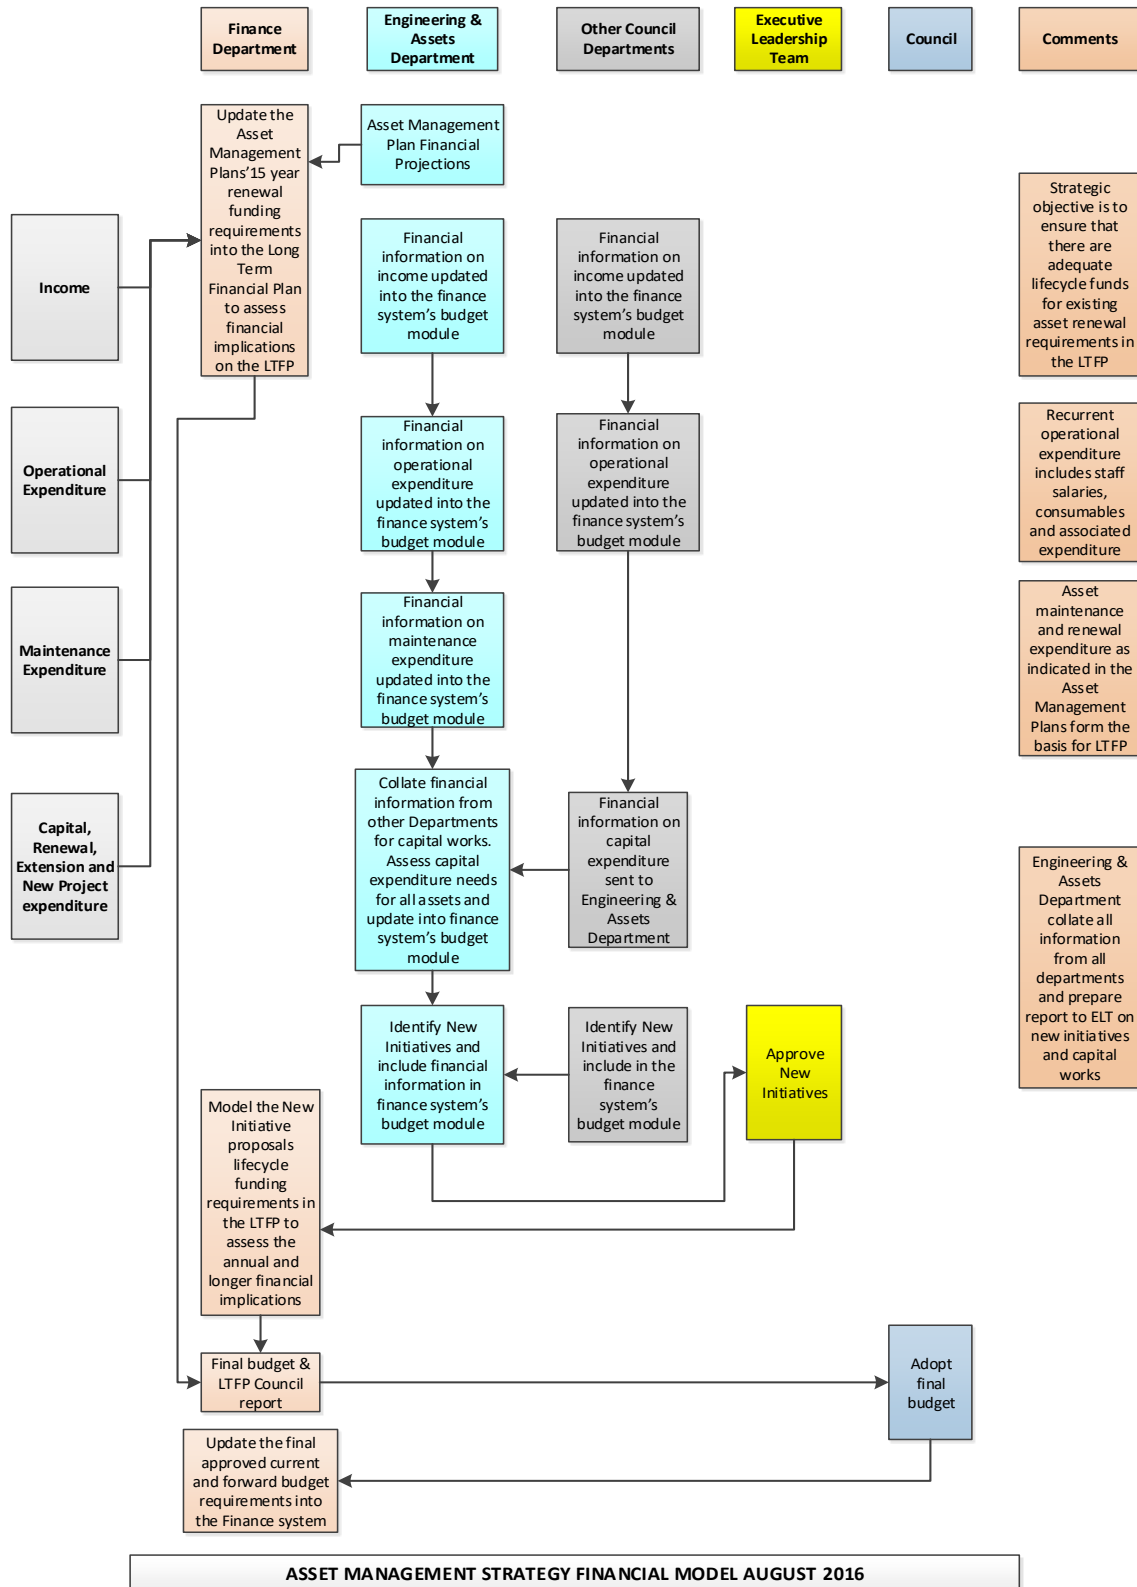 Finance
Department
Engineering &
Assets
Department
Other Council
Departments
Executive
Leadership
Team
Council
Comments
Update the
Asset
Management
Plans'15 year
renewal
funding
requirements
into the Long
Term
Financial Plan
to assess
financial
implications
on the LTFP
Asset Management
Plan Financial
Projections
Income
Financial
information on
income updated
into the finance
system's budget
module
Financial
information on
income updated
into the finance
system's budget
module
Strategic
objective is to
ensure that
there are
adequate
lifecycle funds
for existing
asset renewal
requirements in
the LTFP
Operational
Expenditure
Financial
information on
operational
expenditure
updated into the
finance system's
budget module
Financial
information on
operational
expenditure
updated into the
finance system's
budget module
Recurrent
operational
expenditure
includes staff
salaries,
consumables
and associated
expenditure
Maintenance
Expenditure
Financial
information on
maintenance
expenditure
updated into the
finance system's
budget module
Asset
maintenance
and renewal
expenditure as
indicated in the
Asset
Management
Plans form the
basis for LTFP
Capital,
Renewal,
Extension and
New Project
expenditure
Collate financial
information from
other Departments
for capital works.
Assess capital
expenditure needs
for all assets and
update into finance
system's budget
module
Financial
information on
capital
expenditure
sent to
Engineering &
Assets
Department
Engineering &
Assets
Department
collate all
information
from all
departments
and prepare
report to ELT on
new initiatives
and capital
works
Identify New
Initiatives and
include financial
information in
finance system's
budget module
Identify New
Initiatives and
include in the
finance
system's
budget module
Approve
New
Initiatives
Model the New
Initiative
proposals
lifecycle
funding
requirements in
the LTFP to
assess the
annual and
longer financial
implications
Final budget &
LTFP Council
report
Adopt
final
budget
Update the final
approved current
and forward budget
requirements into
the Finance system
ASSET MANAGEMENT STRATEGY FINANCIAL MODEL AUGUST 2016